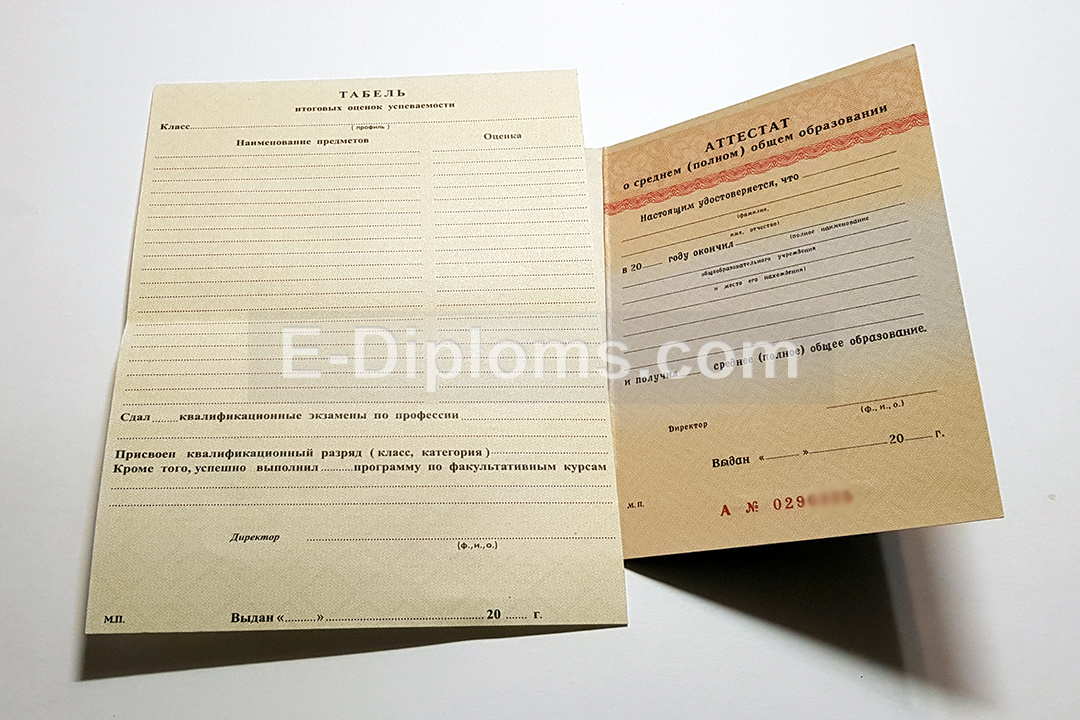 ТАБЕЛЬ
итоговых оценок успеваемости
Класс
( профиль )
Наименование предметов Оценка
Сдал квалификационные экзамены по профессии
Присвоен квалификационный разряд ( класс, категория )
Кроме того, успешно выполнил программу по факультативным курсам
Директор
(ф.,и.,о.)
М.П. Выдан « » 20 г.
АТТЕСТАТ
о среднем (полном) общем образовании
Настоящим удостоверяется, что
(фамилия,
имя, отчество)
в 20 году окончил
(полное наименование
общеобразовательного учреждения
и место его нахождения)
и получил среднее (полное) общее образование.
Директор
(ф., и., о.)
Выдан « » 20 г.
М.П.
А № 029
E-Diploms.com